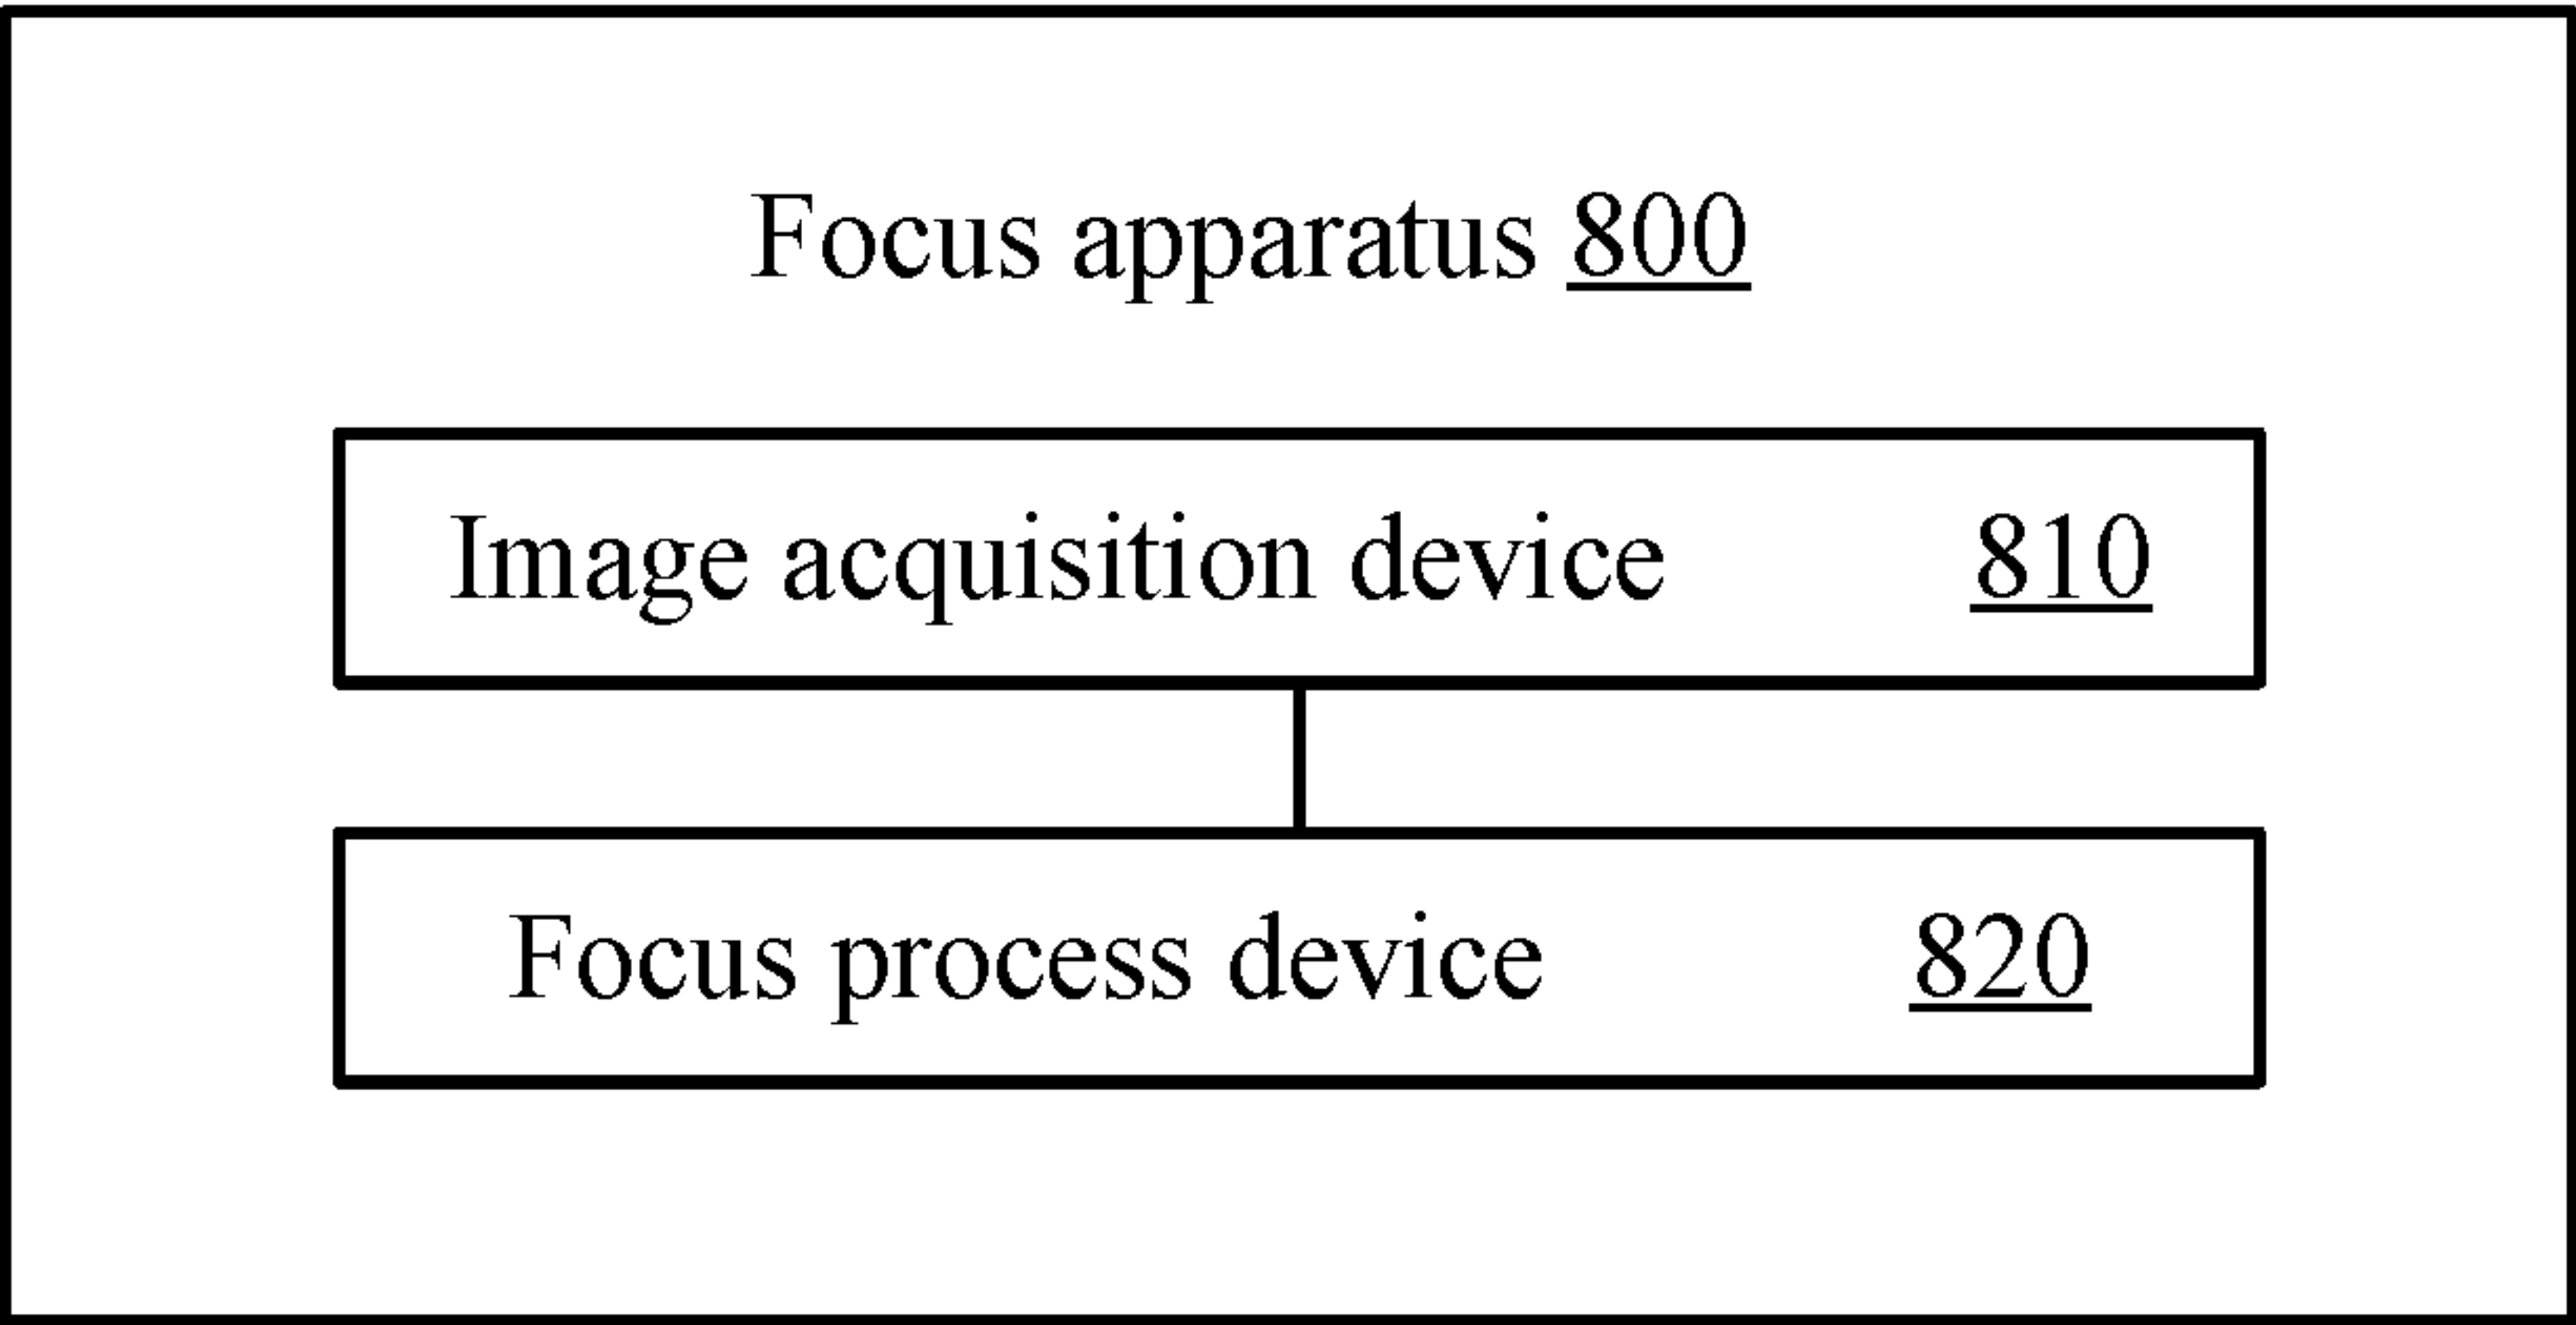 Focus apparatus 800
Image acquisition device 810
Focus process device 820